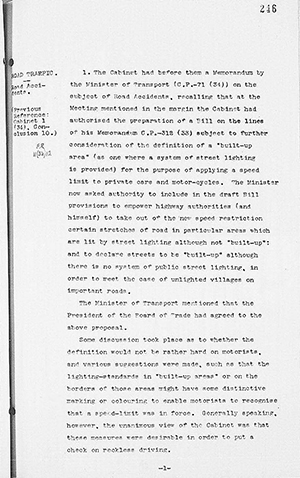 246
ROAD TRAFFIC.
Road Acci-
dents.
(Previous
Reference:
Cabinet 1
(34), Con-
clusion 10.)
1. The Cabinet had before them a Memorandum by
the Minister of Transport (C.P.-71 (34)) on the
subject of Road Accidents, recalling that at the
Meeting mentioned in the margin the Cabinet had
authorised the preparation of a Bill on the lines
of his Memorandum C.P.-312 (33) subject to further
consideration of the definition of a "built-up
area" (as one where a system of street lighting
is provided) for the purpose of applying a speed
limit to private cars and motor-cycles. The Minister
now asked authority to include in the draft Bill
provisions to empower highway authorities (and
himself) to take out of the new speed restriction
certain stretches of road in particular areas which
are lit by street lighting although not "built-up":
and to declare streets to be "built-up" although
there is no system of public street lighting, in
order to meet the case of unlighted villages on
important roads.
The Minister of Transport mentioned that the
President of the Board of Trade had agreed to the
above proposal.
Some discussion took place as to whether the
definition would not be rather hard on motorists,
and various suggestions were made, such as that the
lighting-standards in "built-up areas" or on the
borders of those areas might have some distinctive
marking or colouring to enable motorists to recognise
that a speed-limit was in force. Generally speaking,
however, the unanimous view of the Cabinet was that
these measures were desirable in order to put a
check on reckless driving.
-1-